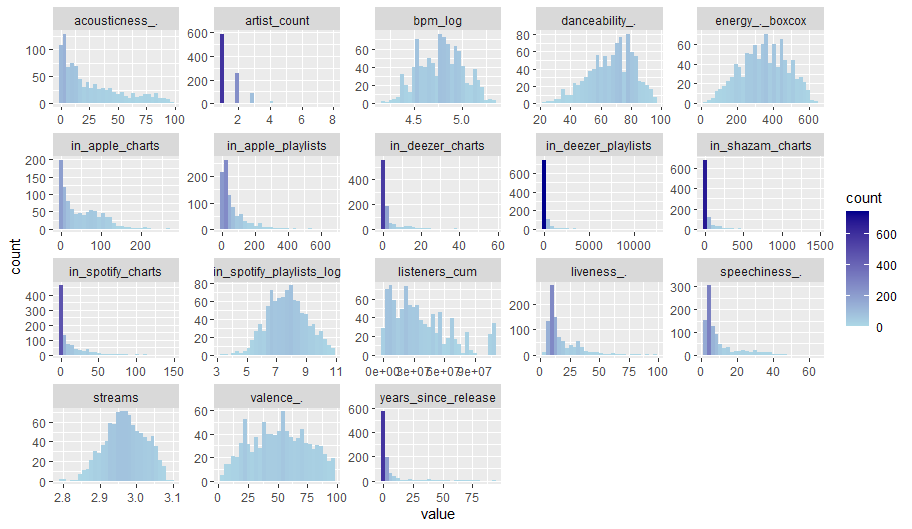 acousticness_. artist_count bpm_log danceability_. energy_._boxcox
100 50 0
600 400 200 0
60 40 20 0
80 60 40 20 0
60 40 20 0
0 25 50 75 100
2 4 6 8
4.5 5.0
20 40 60 80 100
0 200 400 600
in_apple_charts in_apple_playlists in_deezer_charts in_deezer_playlists in_shazam_charts
200 150 100 50 0
200 100 0
400 200 0
600 400 200 0
600 400 200 0
0 100 200
0 200 400 600
0 20 40 60
0 5000 10000
0 500 1000 1500
in_spotify_charts in_spotify_playlists_log listeners_cum liveness_. speechiness_.
400 300 200 100 0
80 60 40 20 0
60 40 20 0
200 100 0
300 200 100 0
0 50 100 150
3 5 7 9 11
0 25 50 75 100
0 20 40 60
streams valence_. years_since_release
60 40 20 0
60 40 20 0
600 400 200 0
2.8 2.9 3.0 3.1
0 25 50 75 100
0 25 50 75
count
value
count
600
400
200
0